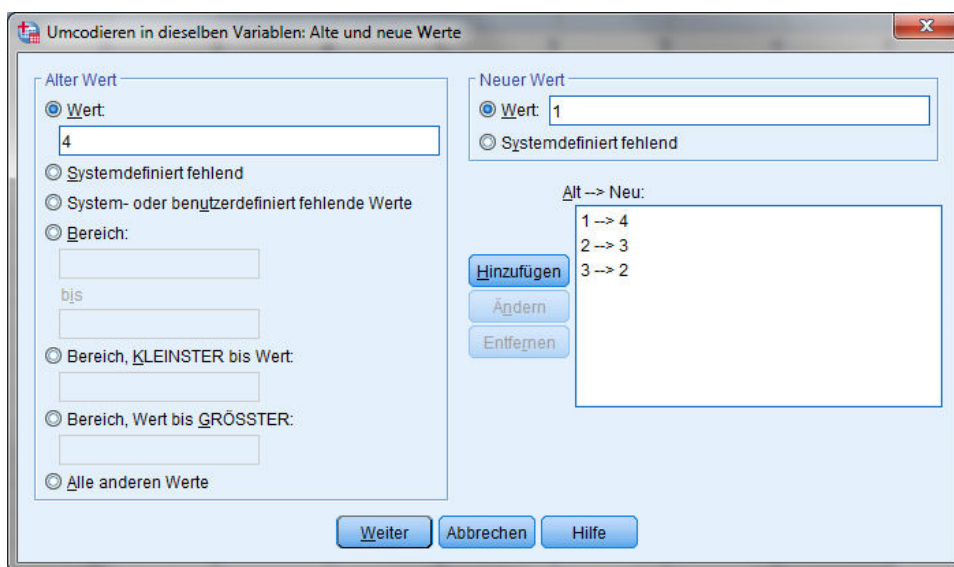 Umcodieren in dieselben Variablen: Alte und neue Werte
Alter Wert
Wert:
4
Systemdefiniert fehlend
System- oder benutzerdefiniert fehlende Werte
Bereich:
bis
Bereich, KLEINSTER bis Wert:
Bereich, Wert bis GRÖSSTER:
Alle anderen Werte
Neuer Wert
Wert: 1
Systemdefiniert fehlend
Alt --> Neu:
1 --> 4
2 --> 3
3 --> 2
Hinzufügen
Ändern
Entfernen
Weiter Abbrechen Hilfe